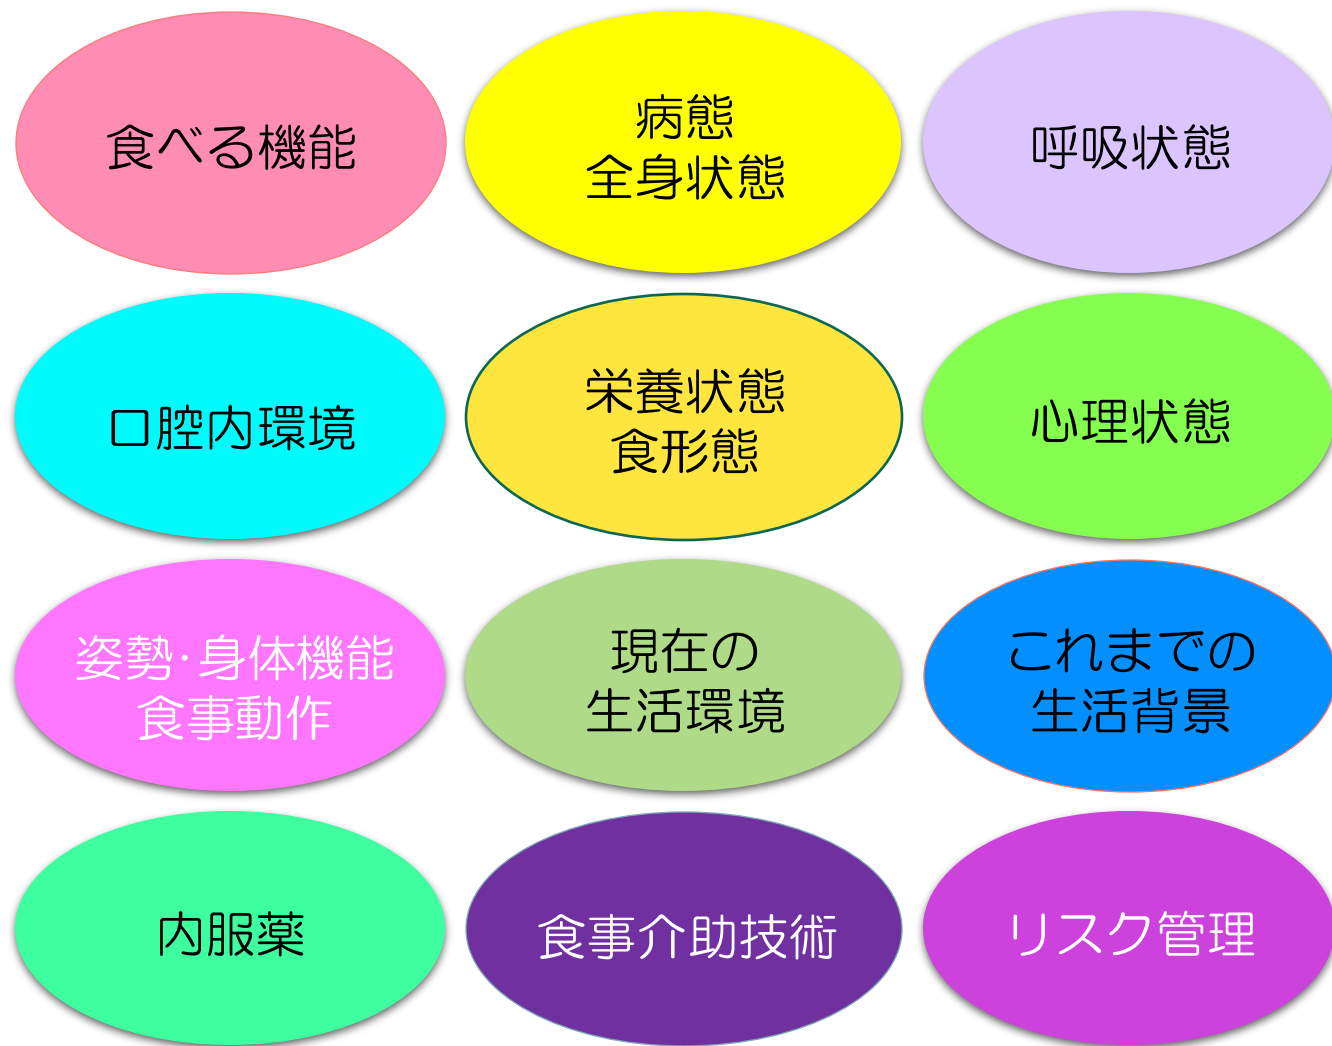 食べる機能
病態
全身状態
呼吸状態
口腔内環境
栄養状態
食形態
心理状態
姿勢・身体機能
食事動作
現在の
生活環境
これまでの
生活背景
内服薬
食事介助技術
リスク管理